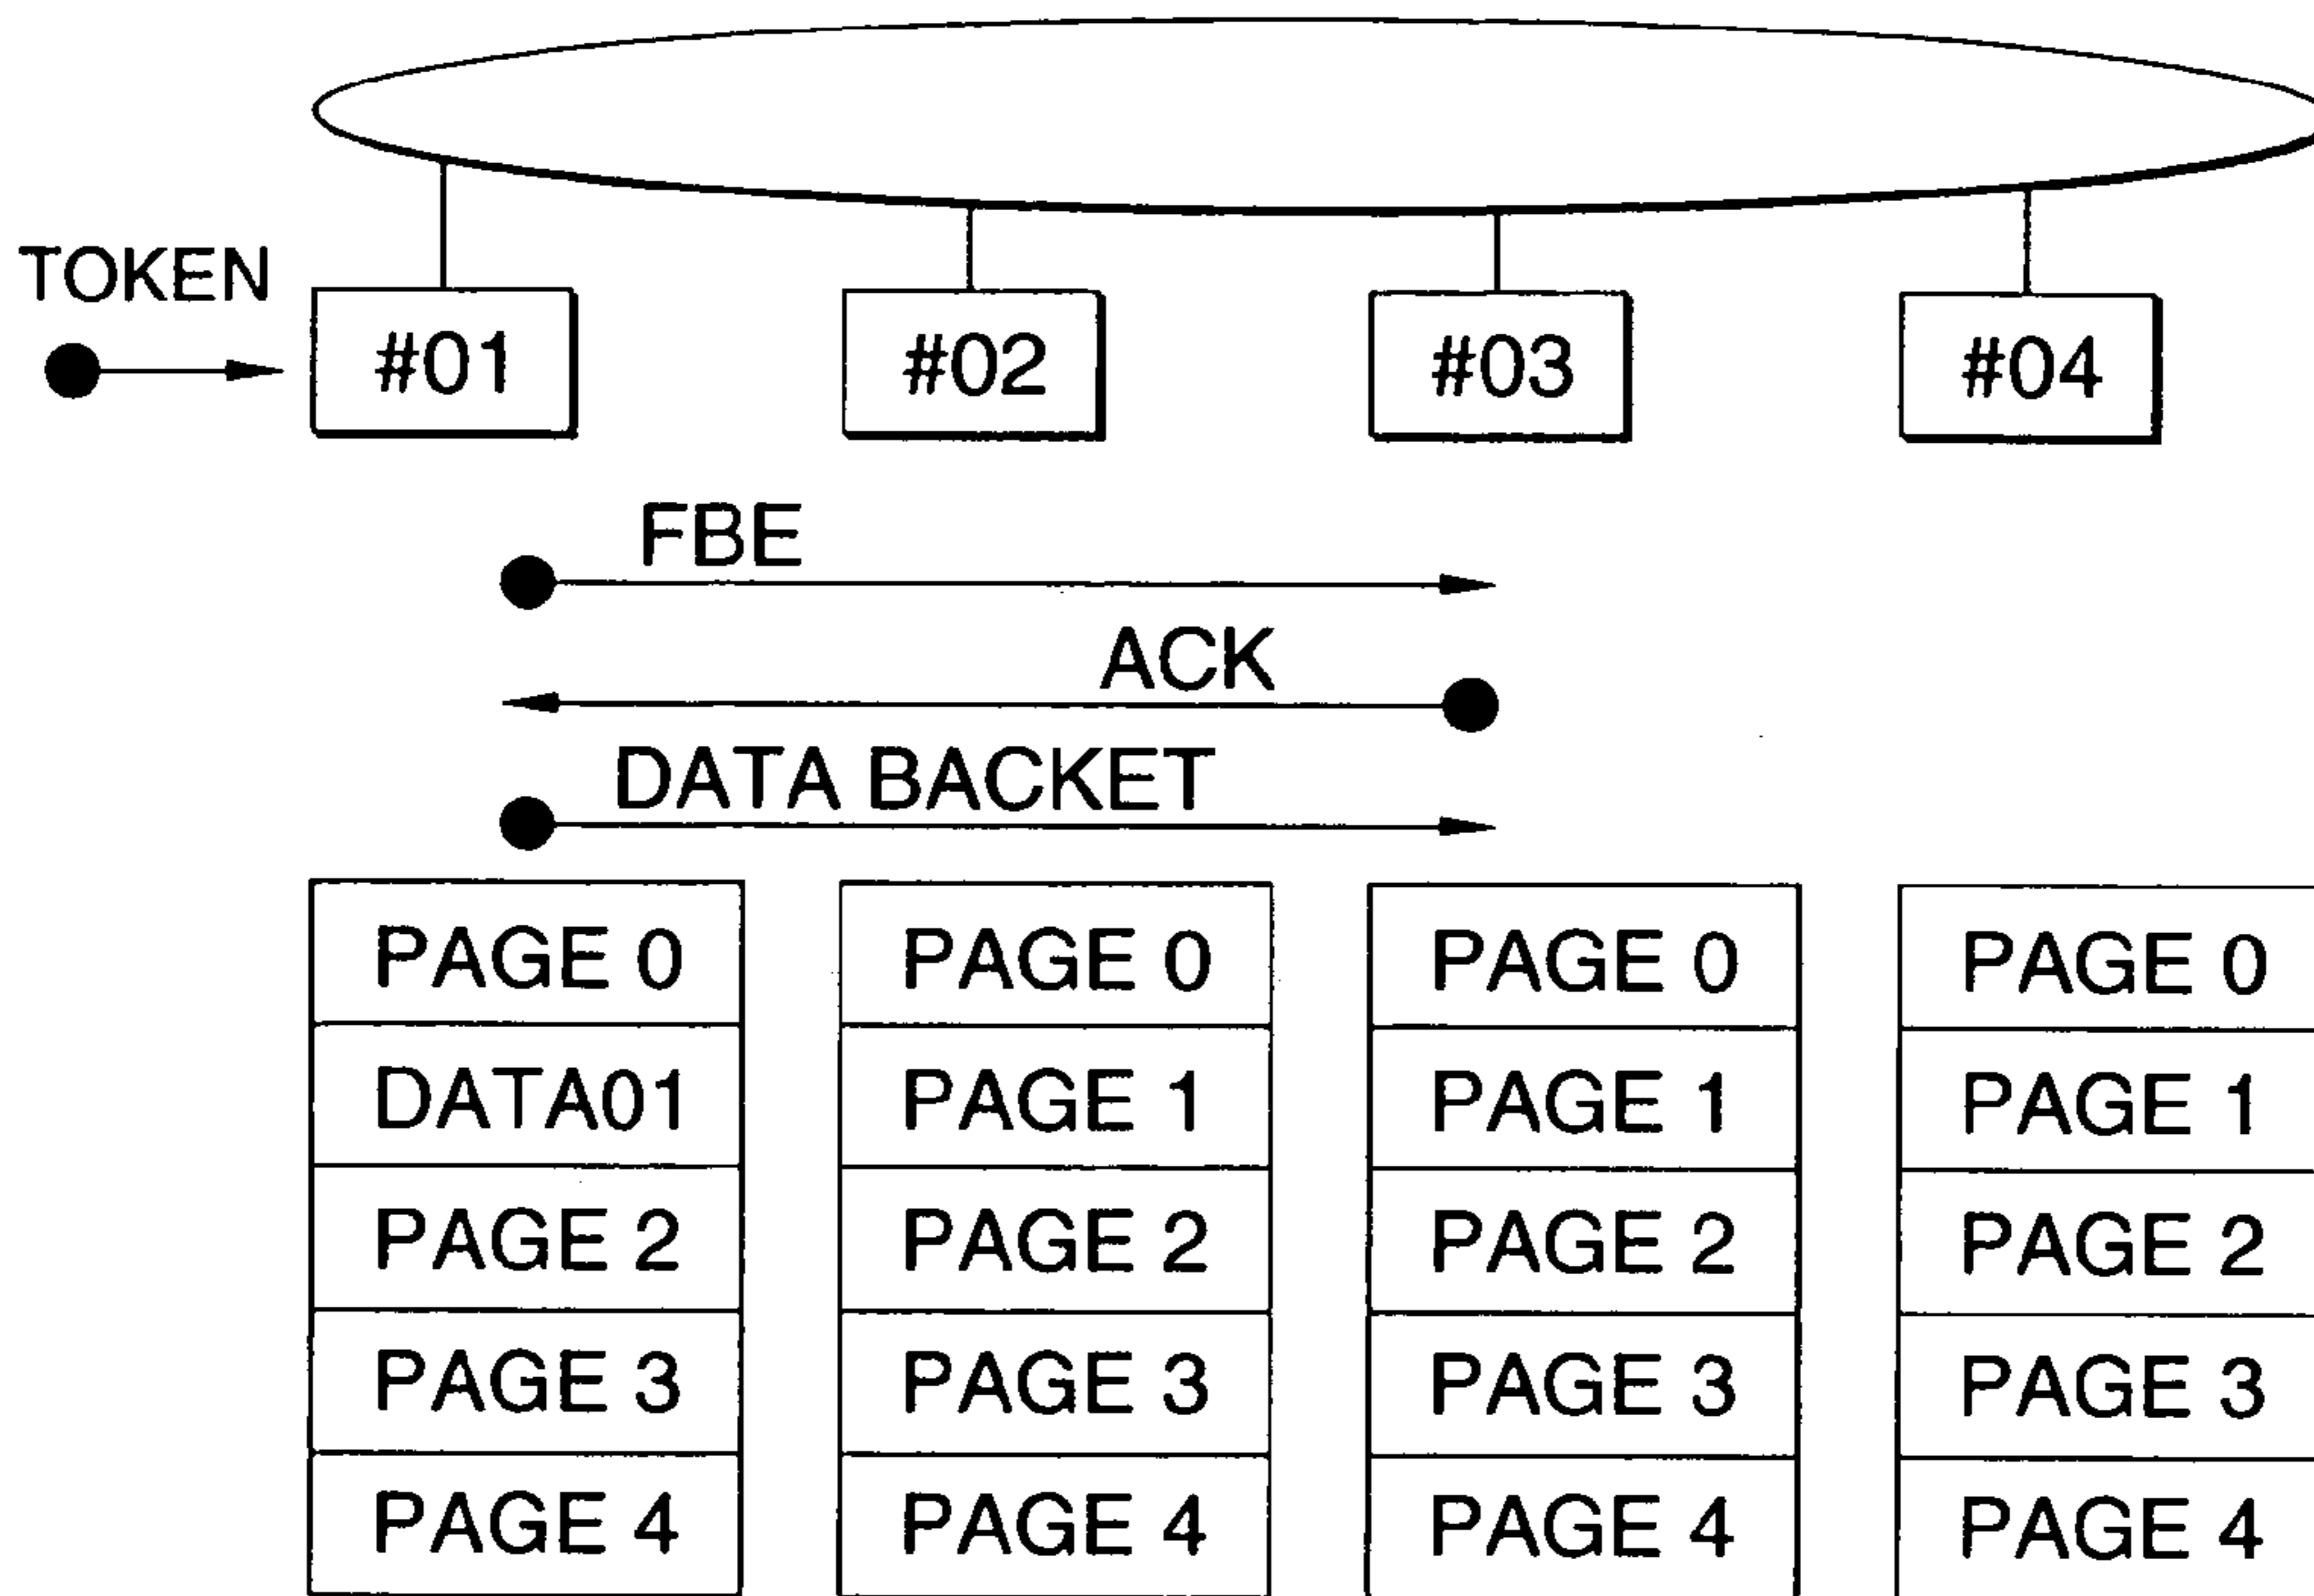 TOKEN
#01 #02 #03 #04
FBE
ACK
DATA BACKET
PAGE 0 PAGE 0 PAGE 0 PAGE 0
DATA01 PAGE 1 PAGE 1 PAGE 1
PAGE 2 PAGE 2 PAGE 2 PAGE 2
PAGE 3 PAGE 3 PAGE 3 PAGE 3
PAGE 4 PAGE 4 PAGE 4 PAGE 4